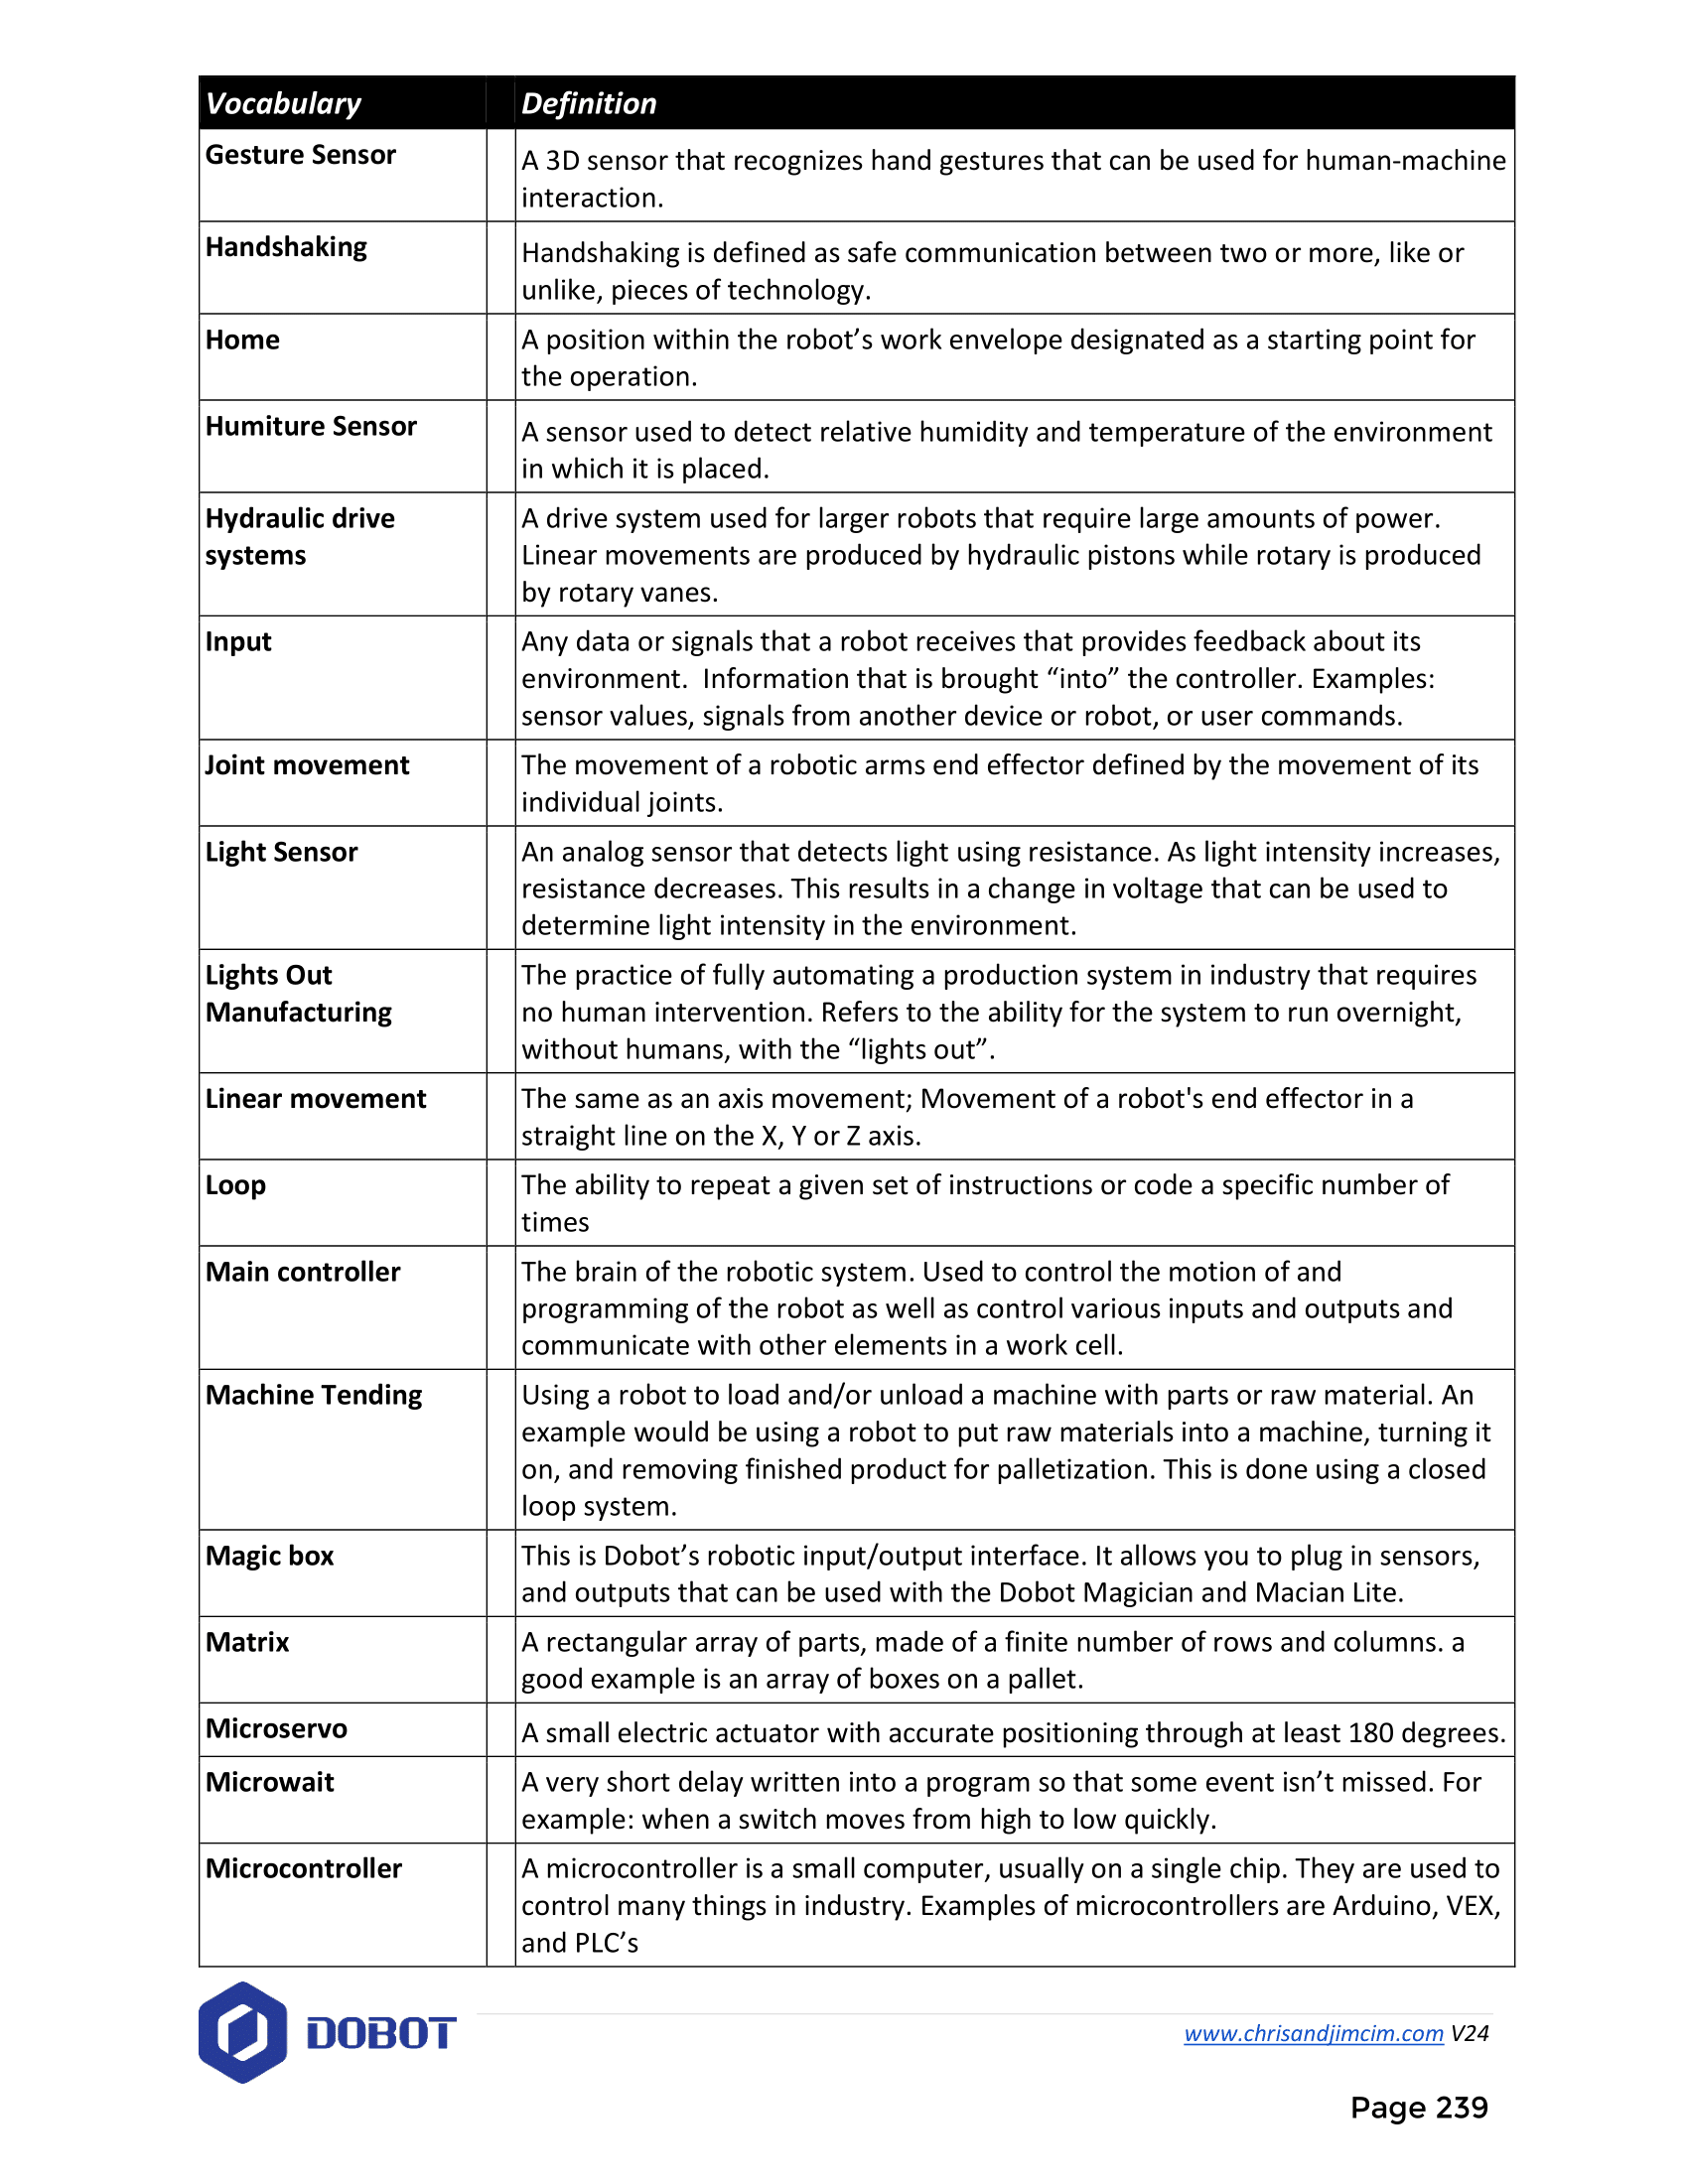 Vocabulary Definition
Gesture Sensor A 3D sensor that recognizes hand gestures that can be used for human-machine
interaction.
Handshaking Handshaking is defined as safe communication between two or more, like or
unlike, pieces of technology.
Home A position within the robot’s work envelope designated as a starting point for
the operation.
Humiture Sensor A sensor used to detect relative humidity and temperature of the environment
in which it is placed.
Hydraulic drive A drive system used for larger robots that require large amounts of power.
systems Linear movements are produced by hydraulic pistons while rotary is produced
by rotary vanes.
Input Any data or signals that a robot receives that provides feedback about its
environment.  Information that is brought “into” the controller. Examples:
sensor values, signals from another device or robot, or user commands.
Joint movement The movement of a robotic arms end effector defined by the movement of its
individual joints.
Light Sensor An analog sensor that detects light using resistance. As light intensity increases,
resistance decreases. This results in a change in voltage that can be used to
determine light intensity in the environment.
Lights Out The practice of fully automating a production system in industry that requires
Manufacturing no human intervention. Refers to the ability for the system to run overnight,
without humans, with the “lights out”.
Linear movement The same as an axis movement; Movement of a robot's end effector in a
straight line on the X, Y or Z axis.
Loop The ability to repeat a given set of instructions or code a specific number of
times
Main controller The brain of the robotic system. Used to control the motion of and
programming of the robot as well as control various inputs and outputs and
communicate with other elements in a work cell.
Machine Tending Using a robot to load and/or unload a machine with parts or raw material. An
example would be using a robot to put raw materials into a machine, turning it
on, and removing finished product for palletization. This is done using a closed
loop system.
Magic box This is Dobot’s robotic input/output interface. It allows you to plug in sensors,
and outputs that can be used with the Dobot Magician and Macian Lite.
Matrix A rectangular array of parts, made of a finite number of rows and columns. a
good example is an array of boxes on a pallet.
Microservo A small electric actuator with accurate positioning through at least 180 degrees.
Microwait A very short delay written into a program so that some event isn’t missed. For
example: when a switch moves from high to low quickly.
Microcontroller A microcontroller is a small computer, usually on a single chip. They are used to
control many things in industry. Examples of microcontrollers are Arduino, VEX,
and PLC’s
DOBOT www.chrisandjimcim.com V24
Page 239